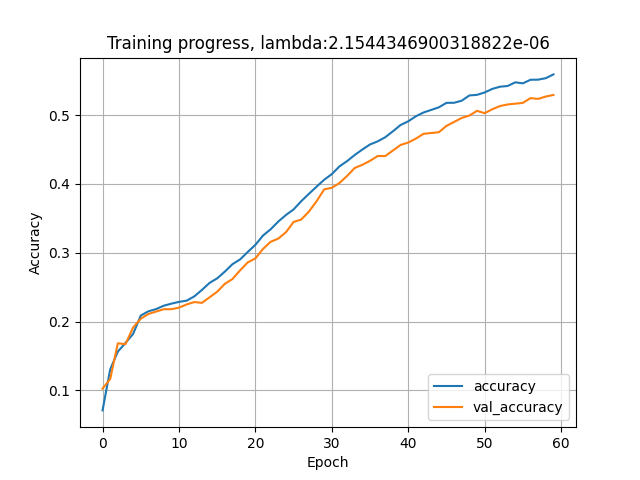 Training progress, lambda:2.1544346900318822e-06
Accuracy
0.5
0.4
0.3
0.2
0.1
0 10 20 30 40 50 60
Epoch
accuracy
val_accuracy